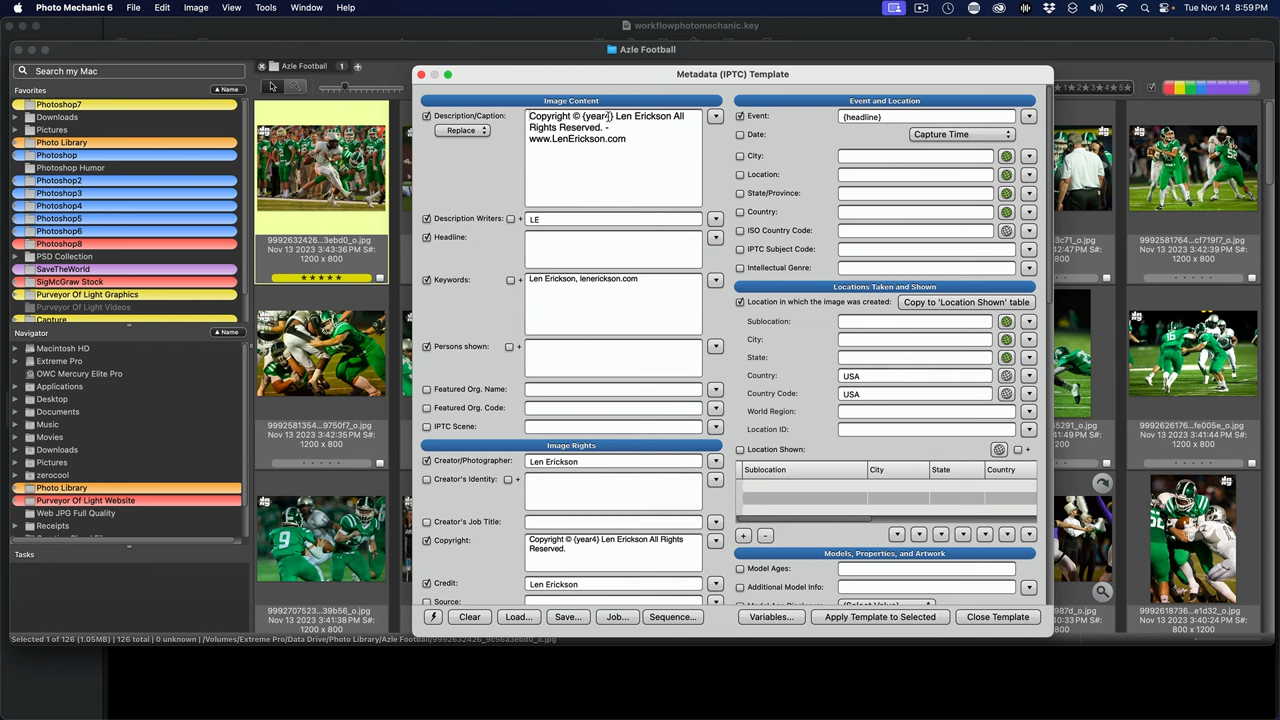 Photo Mechanic 6 File Edit Image View Tools Window Help
Tue Nov 14 8:59 PM
workflowphotomechanic.key
Azle Football
Search my Mac
Azle Football 1
Favorites
Name
Photoshop7
Downloads
Pictures
Photo Library
Photoshop
Photoshop Humor
Photoshop2
Photoshop3
Photoshop4
Photoshop5
Photoshop6
Photoshop8
PSD Collection
SaveTheWorld
SigMcGraw Stock
Purveyor Of Light Graphics
Purveyor Of Light Videos
Capture
Navigator
Name
Macintosh HD
Extreme Pro
OWC Mercury Elite Pro
Applications
Desktop
Documents
Music
Movies
Downloads
Pictures
zerocool
Photo Library
Purveyor Of Light Website
Web JPG Full Quality
Receipts
Tasks
9992632426...3ebd0_o.jpg
Nov 13 2023 3:43:36 PM S#:
1200 x 800
9992581354...9750f7_o.jpg
Nov 13 2023 3:42:35 PM S#:
1200 x 800
9992707523...39b56_o.jpg
Nov 13 2023 3:42:34 PM S#:
1200 x 800
Metadata (IPTC) Template
Image Content
Description/Caption:
Replace
Copyright © {year4} Len Erickson All
Rights Reserved. -
www.LenErickson.com
Description Writers: + LE
Headline:
Keywords: + Len Erickson, lenerickson.com
Persons shown: +
Featured Org. Name:
Featured Org. Code:
IPTC Scene:
Image Rights
Creator/Photographer: Len Erickson
Creator's Identity: +
Creator's Job Title:
Copyright: Copyright © {year4} Len Erickson All Rights
Reserved.
Credit: Len Erickson
Source:
Clear Load... Save... Job... Sequence...
Event and Location
Event: {headline}
Date: Capture Time
City:
Location:
State/Province:
Country:
ISO Country Code:
IPTC Subject Code:
Intellectual Genre:
Locations Taken and Shown
Location in which the image was created: Copy to 'Location Shown' table
Sublocation:
City:
State:
Country: USA
Country Code: USA
World Region:
Location ID:
Location Shown: +
Sublocation City State Country
+ -
Models, Properties, and Artwork
Model Ages:
Additional Model Info:
Variables... Apply Template to Selected Close Template
9992581764...cf719f7_o.jpg
Nov 13 2023 3:41:44 PM S#:
1200 x 800
Nov 13 2023 3:41:49 PM S#:
1200 x 800
9992618736...e1d32_o.jpg
Nov 13 2023 3:40:24 PM S#: